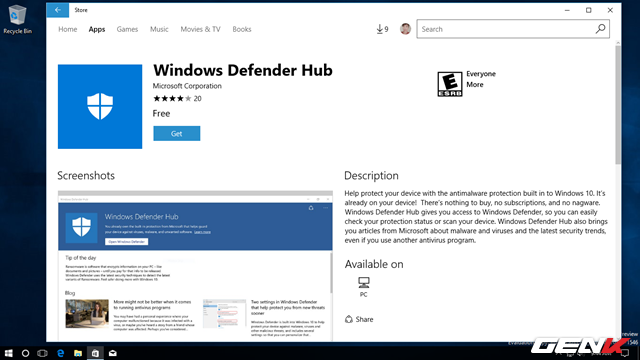 Store
Recycle Bin
Home Apps Games Music Movies & TV Books
9
Search
Windows Defender Hub
Microsoft Corporation
20
Free
Get
E
ESRB
Everyone
More
Screenshots
Windows Defender Hub
Open Windows Defender
Tip of the day
Blog
More might not be better when it comes
to running antivirus programs
Two settings in Windows Defender
that help protect you from new threats
sooner
Description
Help protect your device with the antimalware protection built in to Windows 10. It's
already on your device! There's nothing to buy, no subscriptions, and no nagware.
Windows Defender Hub gives you access to Windows Defender, so you can easily
check your protection status or scan your device. Windows Defender Hub also brings
you articles from Microsoft about malware and viruses and the latest security trends,
even if you use another antivirus program.
Available on
PC
Share
GENK